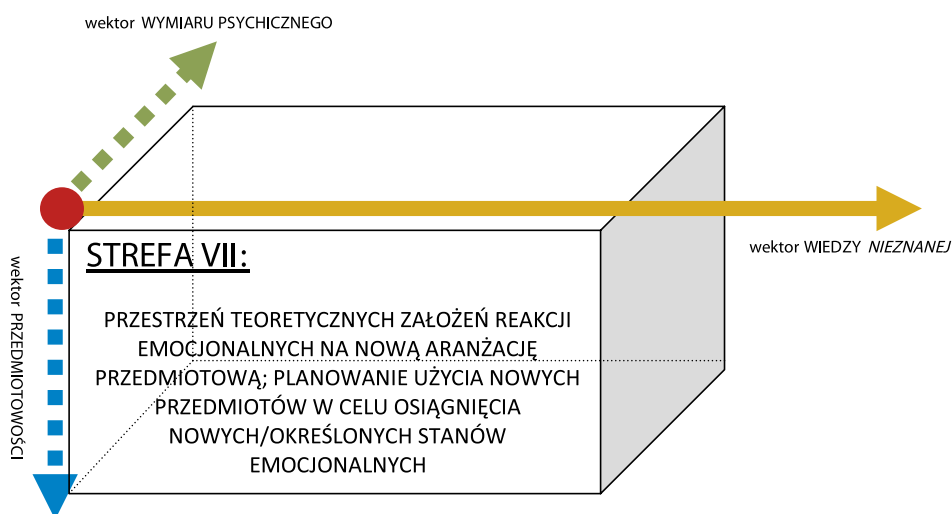 wektor WYMIARU PSYCHICZNEGO
wektor WIEDZY NIEZNANEJ
wektor PRZEDMIOTOWOŚCI
STREFA VII:
PRZESTRZEŃ TEORETYCZNYCH ZAŁOŻEŃ REAKCJI
EMOCJONALNYCH NA NOWĄ ARANŻACJĘ
PRZEDMIOTOWĄ; PLANOWANIE UŻYCIA NOWYCH
PRZEDMIOTÓW W CELU OSIĄGNIĘCIA
NOWYCH/OKREŚLONYCH STANÓW
EMOCJONALNYCH